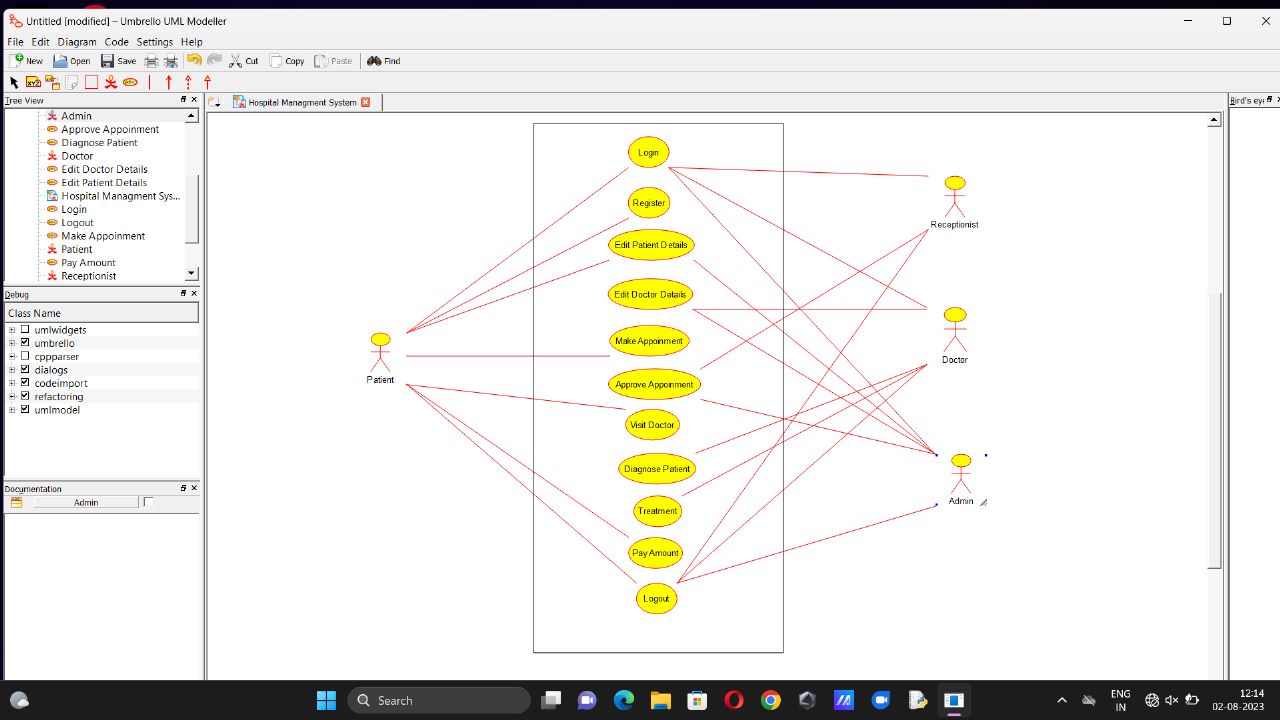 Untitled [modified] – Umbrello UML Modeller
File Edit Diagram Code Settings Help
New Open Save Cut Copy Paste Find
XYZ
Tree View
Admin
Approve Appoinment
Diagnose Patient
Doctor
Edit Doctor Details
Edit Patient Details
Hospital Managment Sys...
Login
Logout
Make Appoinment
Patient
Pay Amount
Receptionist
Debug
Class Name
umlwidgets
umbrello
cppparser
dialogs
codeimport
refactoring
umlmodel
Documentation
Admin
Hospital Managment System
Bird's eye
Login
Register
Edit Patient Details
Edit Doctor Details
Make Appoinment
Approve Appoinment
Visit Doctor
Diagnose Patient
Treatment
Pay Amount
Logout
Patient
Receptionist
Doctor
Admin
Search
ENG
IN
12:14
02-08-2023